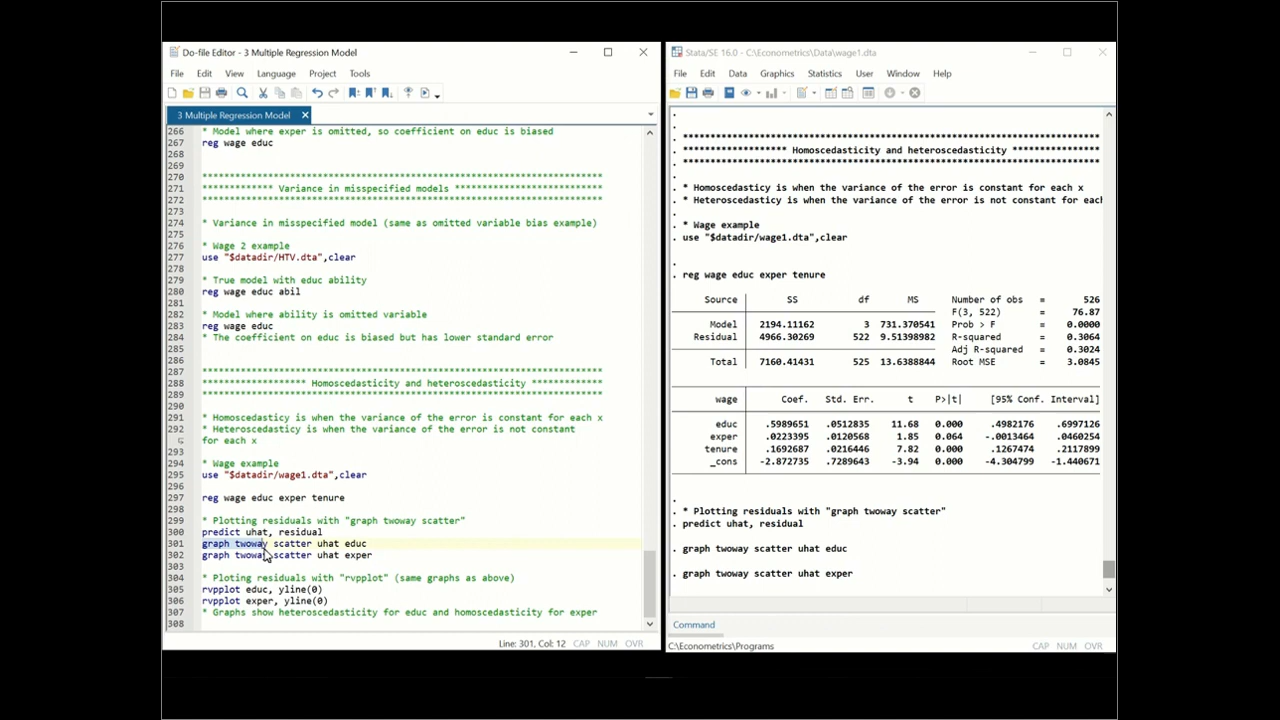 Do-file Editor - 3 Multiple Regression Model
File Edit View Language Project Tools
3 Multiple Regression Model
266 * Model where exper is omitted, so coefficient on educ is biased
267 reg wage educ
268
269
270 ****************************************************************************
271 ************* Variance in misspecified models ***************************
272 ****************************************************************************
273
274 * Variance in misspecified model (same as omitted variable bias example)
275
276 * Wage 2 example
277 use "$datadir/HTV.dta",clear
278
279 * True model with educ ability
280 reg wage educ abil
281
282 * Model where ability is omitted variable
283 reg wage educ
284 * The coefficient on educ is biased but has lower standard error
285
286
287 ****************************************************************************
288 ******************* Homoscedasticity and heteroscedasticity *************
289 ****************************************************************************
290
291 * Homoscedasticy is when the variance of the error is constant for each x
292 * Heteroscedasticy is when the variance of the error is not constant
for each x
293
294 * Wage example
295 use "$datadir/wage1.dta",clear
296
297 reg wage educ exper tenure
298
299 * Plotting residuals with "graph twoway scatter"
300 predict uhat, residual
301 graph twoway scatter uhat educ
302 graph twoway scatter uhat exper
303
304 * Ploting residuals with "rvpplot" (same graphs as above)
305 rvpplot educ, yline(0)
306 rvpplot exper, yline(0)
307 * Graphs show heteroscedasticity for educ and homoscedasticity for exper
308
Line: 301, Col: 12 CAP NUM OVR
Stata/SE 16.0 - C:\Econometrics\Data\wage1.dta
File Edit Data Graphics Statistics User Window Help
.
.
. ****************************************************************************
. ******************* Homoscedasticity and heteroscedasticity ****************
. ****************************************************************************
.
. * Homoscedasticy is when the variance of the error is constant for each x
. * Heteroscedasticy is when the variance of the error is not constant for each
.
. * Wage example
. use "$datadir/wage1.dta",clear
.
. reg wage educ exper tenure
Source | SS df MS Number of obs = 526
F(3, 522) = 76.87
Model | 2194.11162 3 731.370541 Prob > F = 0.0000
Residual | 4966.30269 522 9.51398982 R-squared = 0.3064
Adj R-squared = 0.3024
Total | 7160.41431 525 13.6388844 Root MSE = 3.0845
wage | Coef. Std. Err. t P>|t| [95% Conf. Interval]
educ | .5989651 .0512835 11.68 0.000 .4982176 .6997126
exper | .0223395 .0120568 1.85 0.064 -.0013464 .0460254
tenure | .1692687 .0216446 7.82 0.000 .1267474 .2117899
_cons | -2.872735 .7289643 -3.94 0.000 -4.304799 -1.440671
.
. * Plotting residuals with "graph twoway scatter"
. predict uhat, residual
. graph twoway scatter uhat educ
. graph twoway scatter uhat exper
Command
C:\Econometrics\Programs CAP NUM OVR